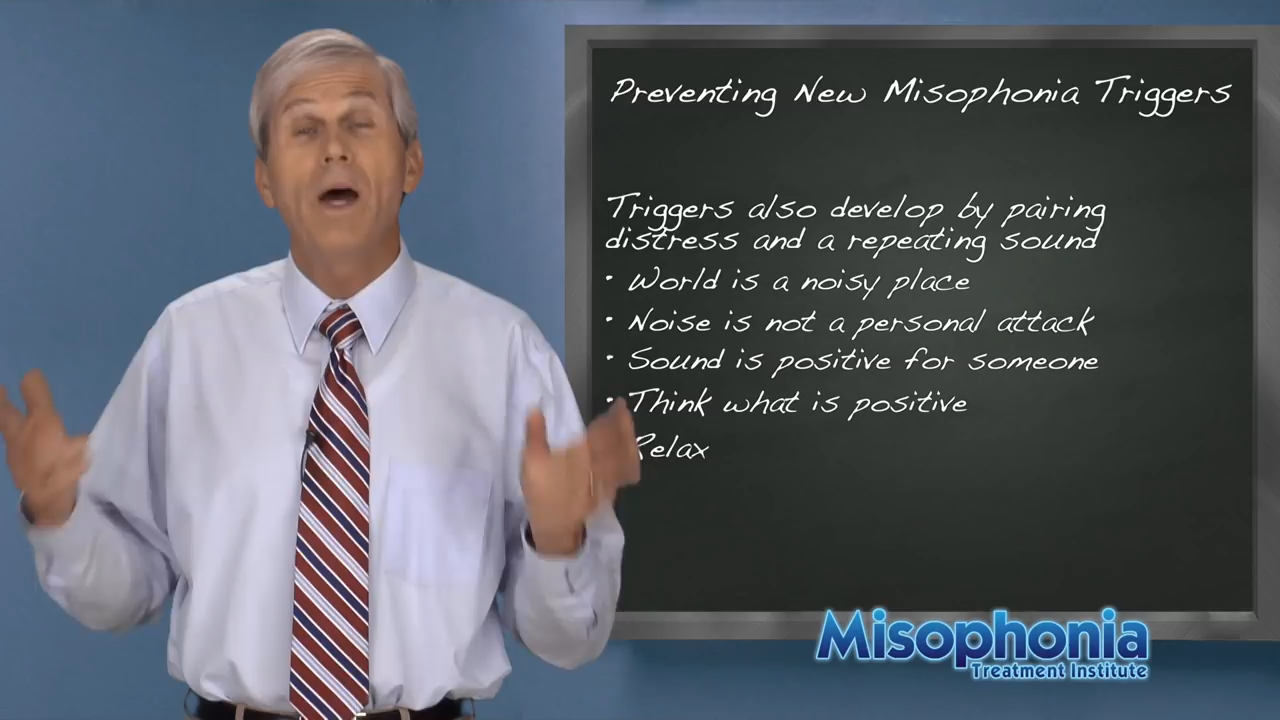 Preventing New Misophonia Triggers
Triggers also develop by pairing
distress and a repeating sound
• World is a noisy place
• Noise is not a personal attack
• Sound is positive for someone
• Think what is positive
Relax
Misophonia
Treatment Institute